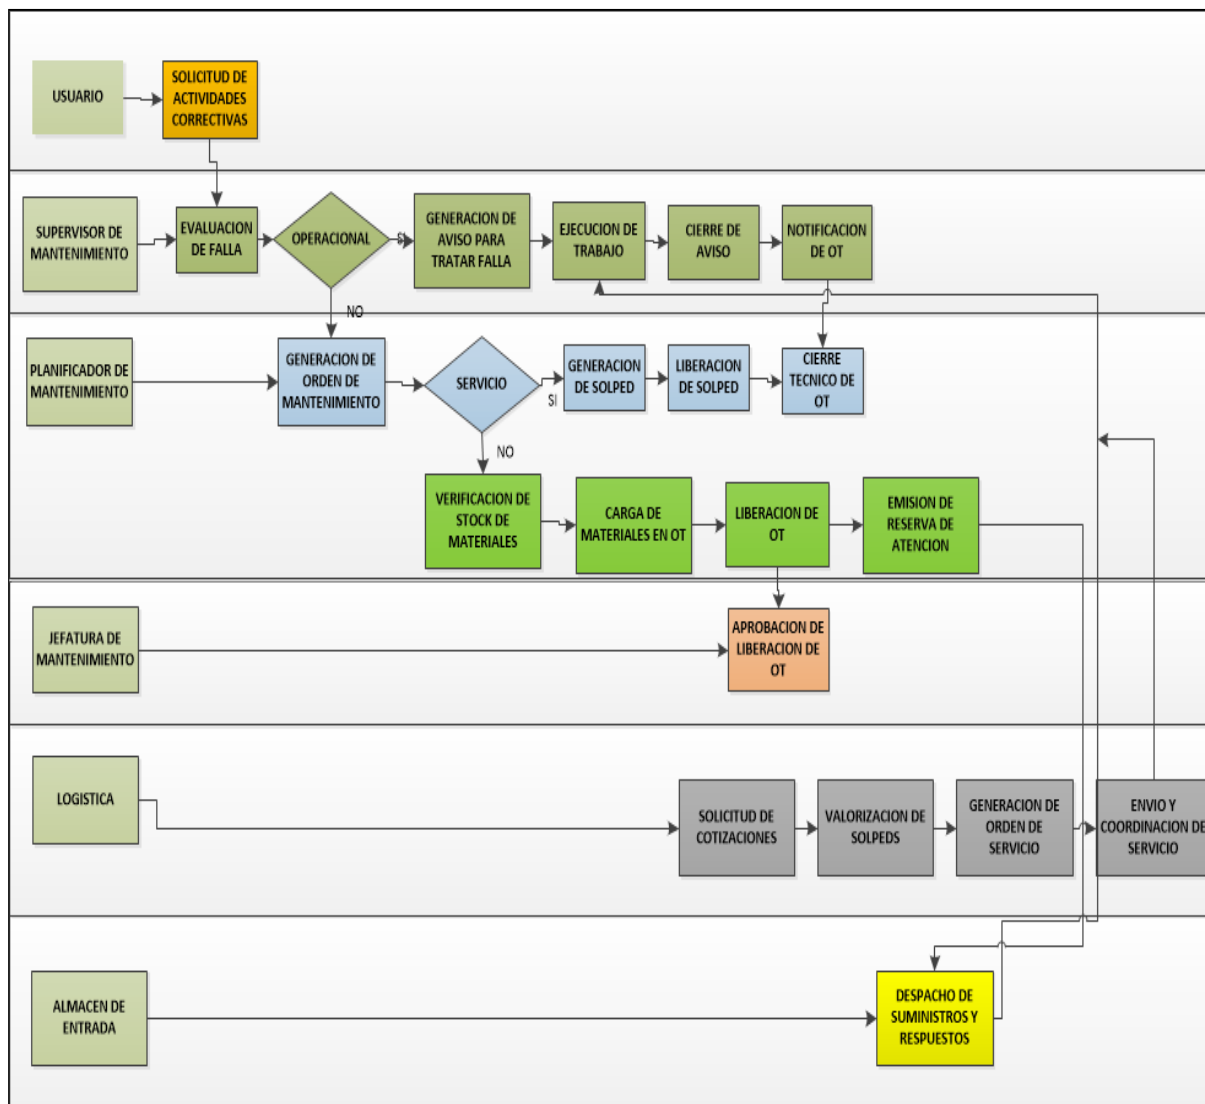 USUARIO
SOLICITUD DE
ACTIVIDADES
CORRECTIVAS
SUPERVISOR DE
MANTENIMIENTO
EVALUACION
DE FALLA
OPERACIONAL
SI
GENERACION DE
AVISO PARA
TRATAR FALLA
EJECUCION DE
TRABAJO
CIERRE DE
AVISO
NOTIFICACION
DE OT
NO
PLANIFICADOR DE
MANTENIMIENTO
GENERACION DE
ORDEN DE
MANTENIMIENTO
SERVICIO
SI
GENERACION
DE SOLPED
LIBERACION
DE SOLPED
CIERRE
TECNICO DE
OT
NO
VERIFICACION DE
STOCK DE
MATERIALES
CARGA DE
MATERIALES EN OT
LIBERACION DE
OT
EMISION DE
RESERVA DE
ATENCION
JEFATURA DE
MANTENIMIENTO
APROBACION DE
LIBERACION DE
OT
LOGISTICA
SOLICITUD DE
COTIZACIONES
VALORIZACION DE
SOLPEDS
GENERACION DE
ORDEN DE
SERVICIO
ENVIO Y
COORDINACION DE
SERVICIO
ALMACEN DE
ENTRADA
DESPACHO DE
SUMINISTROS Y
RESPUESTOS